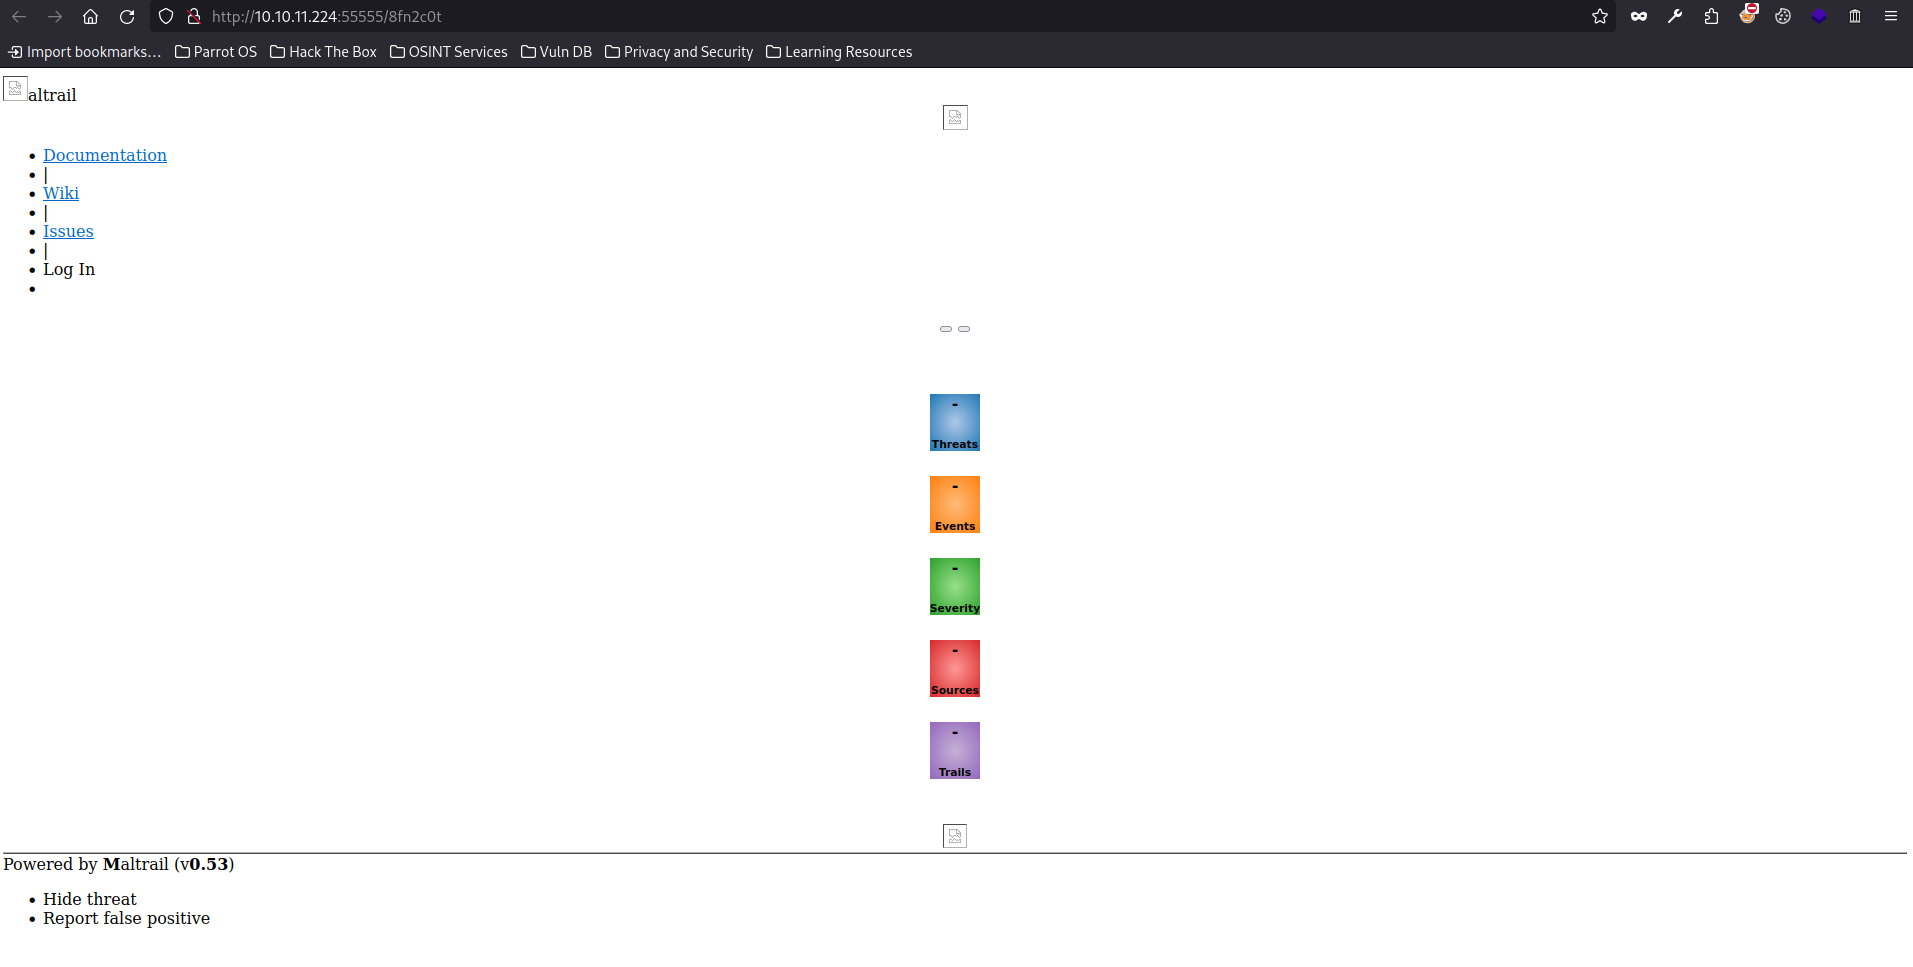 http://10.10.11.224:55555/8fn2c0t
Import bookmarks... Parrot OS Hack The Box OSINT Services Vuln DB Privacy and Security Learning Resources
altrail
Documentation
|
Wiki
|
Issues
|
Log In
-
Threats
-
Events
-
Severity
-
Sources
-
Trails
Powered by Maltrail (v0.53)
Hide threat
Report false positive